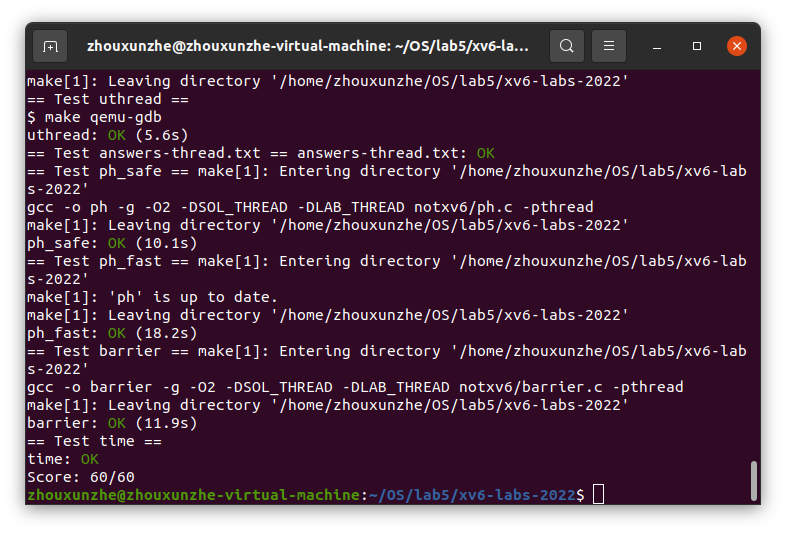 zhouxunzhe@zhouxunzhe-virtual-machine: ~/OS/lab5/xv6-la...
make[1]: Leaving directory '/home/zhouxunzhe/OS/lab5/xv6-labs-2022'
== Test uthread ==
$ make qemu-gdb
uthread: OK (5.6s)
== Test answers-thread.txt == answers-thread.txt: OK
== Test ph_safe == make[1]: Entering directory '/home/zhouxunzhe/OS/lab5/xv6-lab
s-2022'
gcc -o ph -g -O2 -DSOL_THREAD -DLAB_THREAD notxv6/ph.c -pthread
make[1]: Leaving directory '/home/zhouxunzhe/OS/lab5/xv6-labs-2022'
ph_safe: OK (10.1s)
== Test ph_fast == make[1]: Entering directory '/home/zhouxunzhe/OS/lab5/xv6-lab
s-2022'
make[1]: 'ph' is up to date.
make[1]: Leaving directory '/home/zhouxunzhe/OS/lab5/xv6-labs-2022'
ph_fast: OK (18.2s)
== Test barrier == make[1]: Entering directory '/home/zhouxunzhe/OS/lab5/xv6-lab
s-2022'
gcc -o barrier -g -O2 -DSOL_THREAD -DLAB_THREAD notxv6/barrier.c -pthread
make[1]: Leaving directory '/home/zhouxunzhe/OS/lab5/xv6-labs-2022'
barrier: OK (11.9s)
== Test time ==
time: OK
Score: 60/60
zhouxunzhe@zhouxunzhe-virtual-machine:~/OS/lab5/xv6-labs-2022$